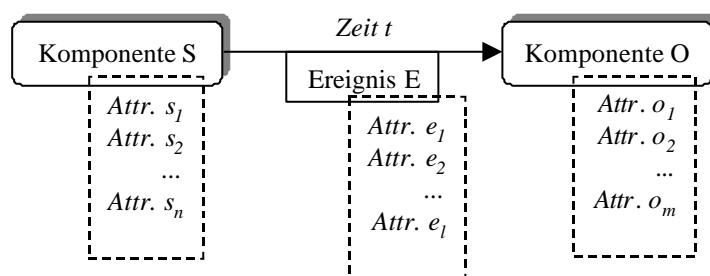 Zeit t
Komponente S
Komponente O
Ereignis E
Attr. s1
Attr. s2
...
Attr. sn
Attr. e1
Attr. e2
...
Attr. el
Attr. o1
Attr. o2
...
Attr. om